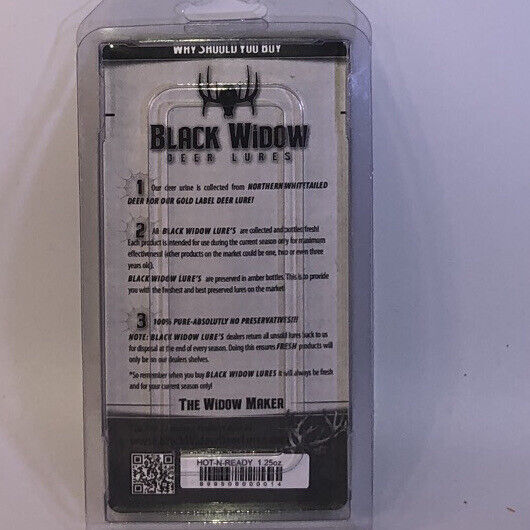 WHY SHOULD YOU BUY
BLACK WIDOW
DEER LURES
1 Our deer urine is collected from NORTHERN WHITETAILED
DEER FOR OUR GOLD LABEL DEER LURE!
2 All BLACK WIDOW LURE'S are collected and bottled fresh!
Each product is intended for use during the current season only for maximum
effectiveness! (other products on the market could be one, two or even three
years old).
BLACK WIDOW LURE'S are preserved in amber bottles. This is to provide
you with the freshest and best preserved lures on the market!
3 100% PURE-ABSOLUTLY NO PRESERVATIVES!!!
NOTE: BLACK WIDOW LURE'S dealers return all unsold lures back to us
for disposal at the end of every season. Doing this ensures FRESH products will
only be on our dealers shelves.
*So remember when you buy BLACK WIDOW LURES it will always be fresh
and for your current season only!
THE WIDOW MAKER
HOT-N-READY 1.25oz